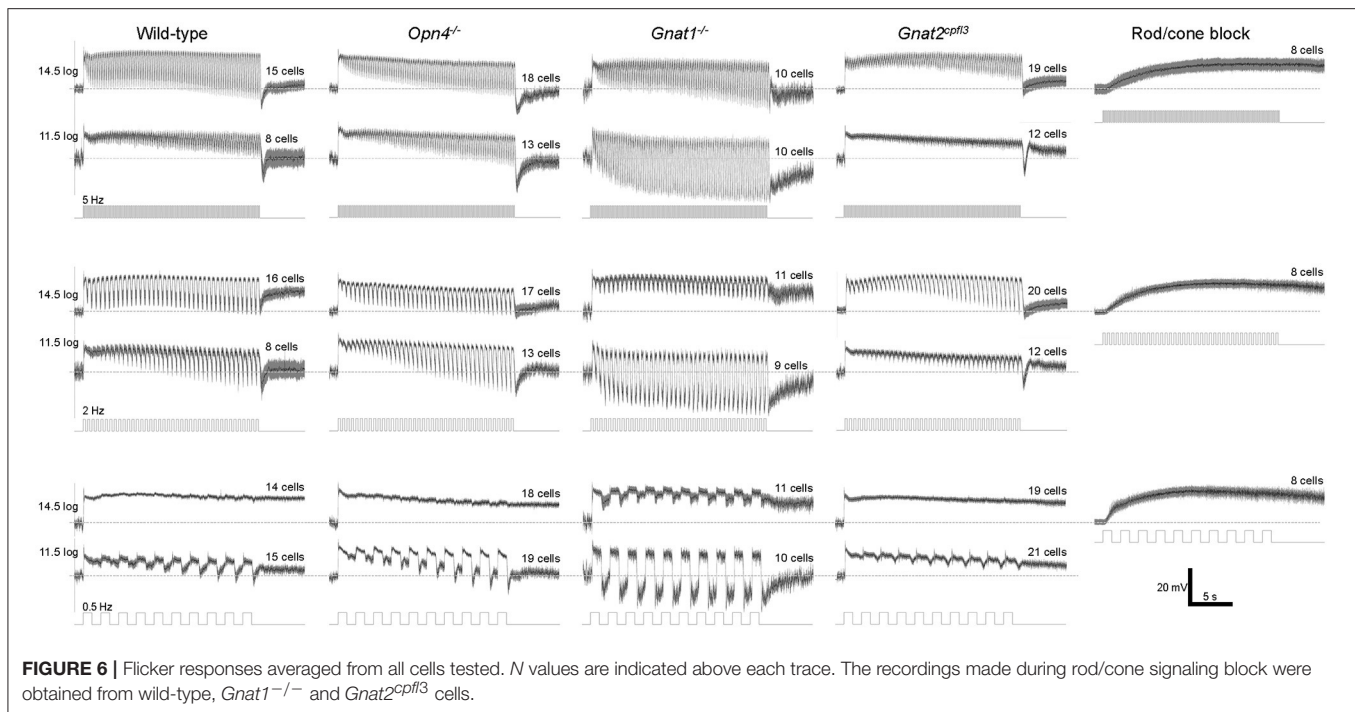 Wild-type Opn4-/- Gnat1-/- Gnat2cpfl3 Rod/cone block
14.5 log 15 cells 18 cells 10 cells 19 cells 8 cells
11.5 log 8 cells 13 cells 10 cells 12 cells
5 Hz
14.5 log 16 cells 17 cells 11 cells 20 cells 8 cells
11.5 log 8 cells 13 cells 9 cells 12 cells
2 Hz
14.5 log 14 cells 18 cells 11 cells 19 cells 8 cells
11.5 log 15 cells 19 cells 10 cells 21 cells
0.5 Hz
20 mV
5 s
FIGURE 6 | Flicker responses averaged from all cells tested. N values are indicated above each trace. The recordings made during rod/cone signaling block were
obtained from wild-type, Gnat1−/− and Gnat2cpfl3 cells.